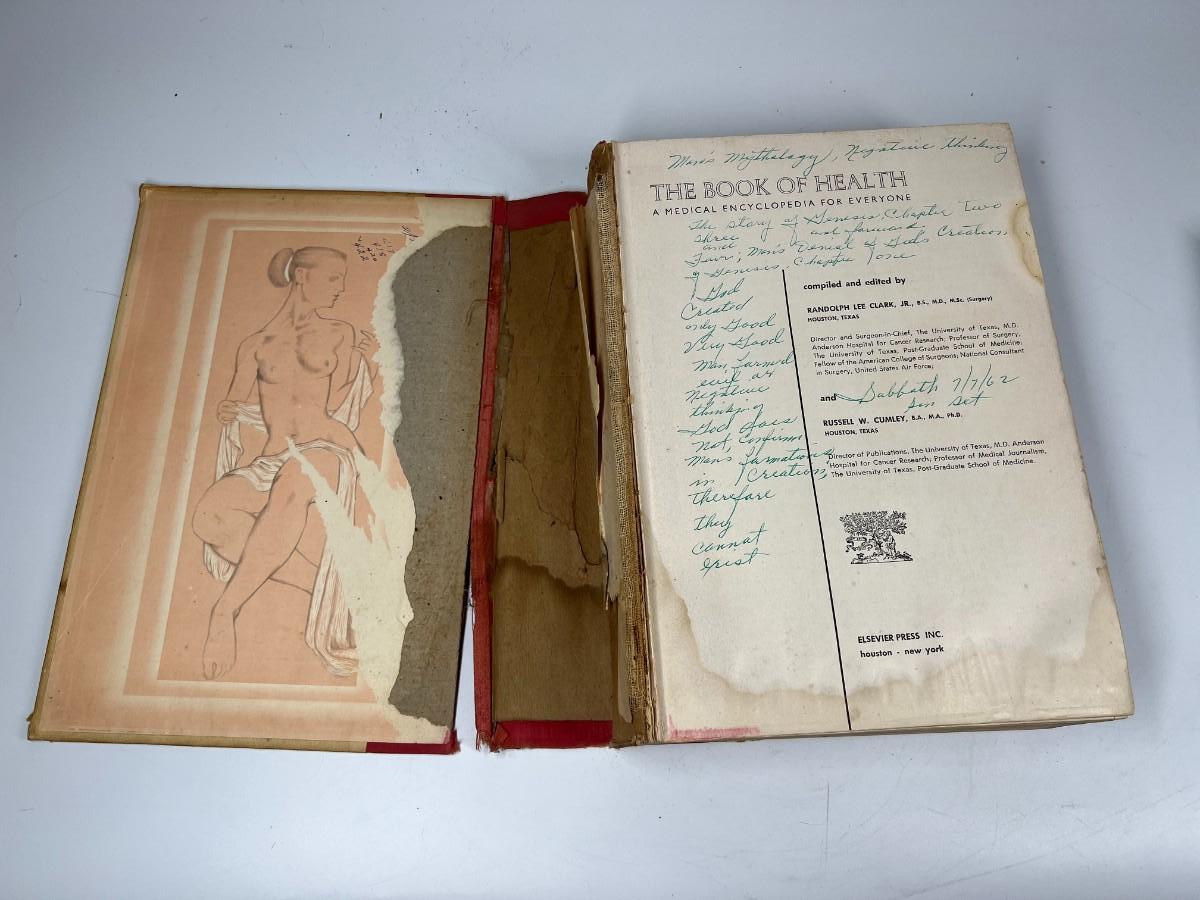 Man's Mythology, Negative thinking
THE BOOK OF HEALTH
A MEDICAL ENCYCLOPEDIA FOR EVERYONE
The story of Genesis, Chapter Two
three and forward
and
Four; Man's Denial of God's Creation
of Genesis, Chapter one
God
Created
only Good
Very Good
Man, formed
evil or
Negative
thinking
God does
Not, Confirm
Man's formations
in Creation,
therefore
they
cannot
exist
compiled and edited by
RANDOLPH LEE CLARK, JR., B.S., M.D., M.Sc. (Surgery)
HOUSTON, TEXAS
Director and Surgeon-in-Chief, The University of Texas, M.D.
Anderson Hospital for Cancer Research; Professor of Surgery,
The University of Texas, Post-Graduate School of Medicine;
Fellow of the American College of Surgeons; National Consultant
in Surgery, United States Air Force;
and
Sabbath 7/7/62
Sun Set
RUSSELL W. CUMLEY, B.A., M.A., Ph.D.
HOUSTON, TEXAS
Director of Publications, The University of Texas, M.D. Anderson
Hospital for Cancer Research; Professor of Medical Journalism,
The University of Texas, Post-Graduate School of Medicine.
ELSEVIER PRESS INC.
houston - new york